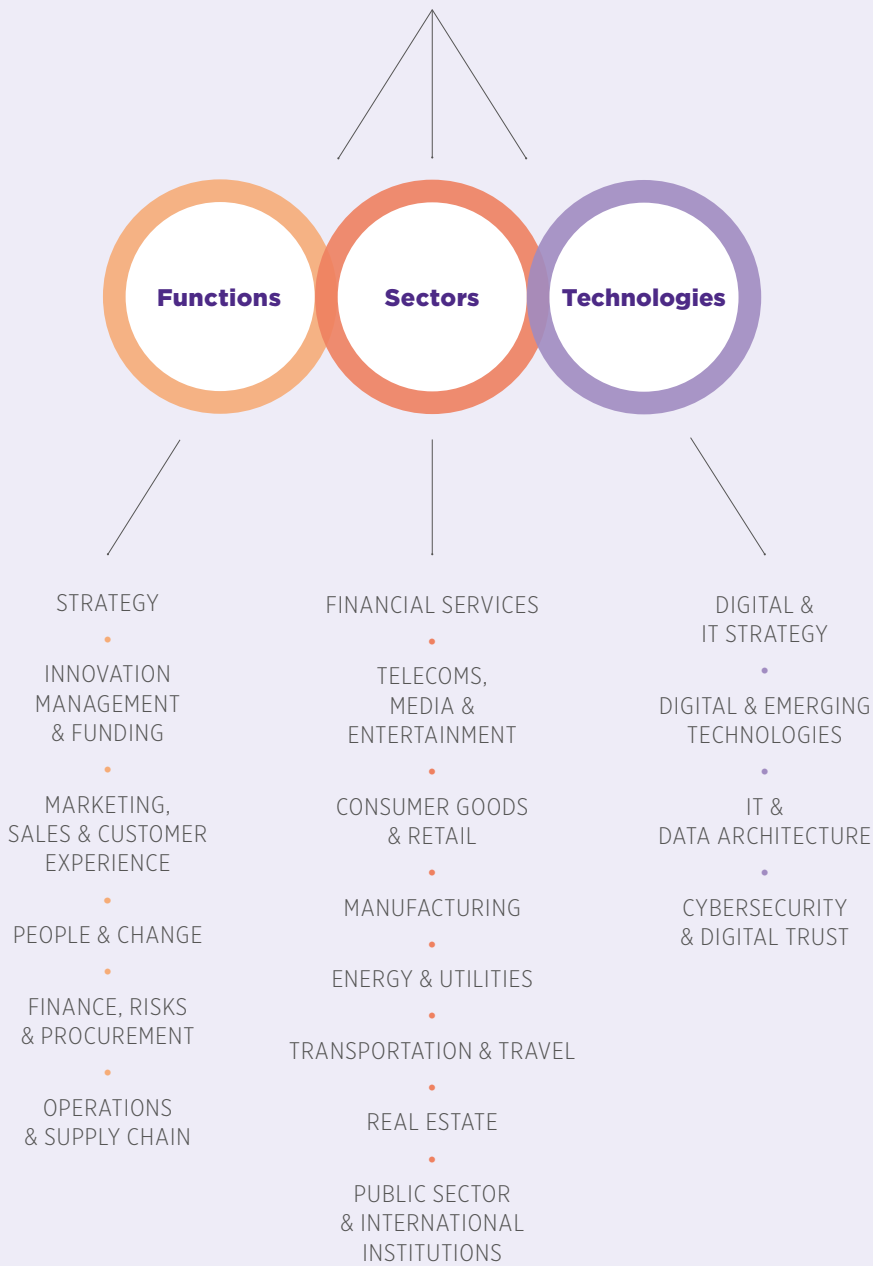 Functions
Sectors
Technologies
STRATEGY
INNOVATION
MANAGEMENT
& FUNDING
MARKETING,
SALES & CUSTOMER
EXPERIENCE
PEOPLE & CHANGE
FINANCE, RISKS
& PROCUREMENT
OPERATIONS
& SUPPLY CHAIN
FINANCIAL SERVICES
TELECOMS,
MEDIA &
ENTERTAINMENT
CONSUMER GOODS
& RETAIL
MANUFACTURING
ENERGY & UTILITIES
TRANSPORTATION & TRAVEL
REAL ESTATE
PUBLIC SECTOR
& INTERNATIONAL
INSTITUTIONS
DIGITAL &
IT STRATEGY
DIGITAL & EMERGING
TECHNOLOGIES
IT &
DATA ARCHITECTURE
CYBERSECURITY
& DIGITAL TRUST